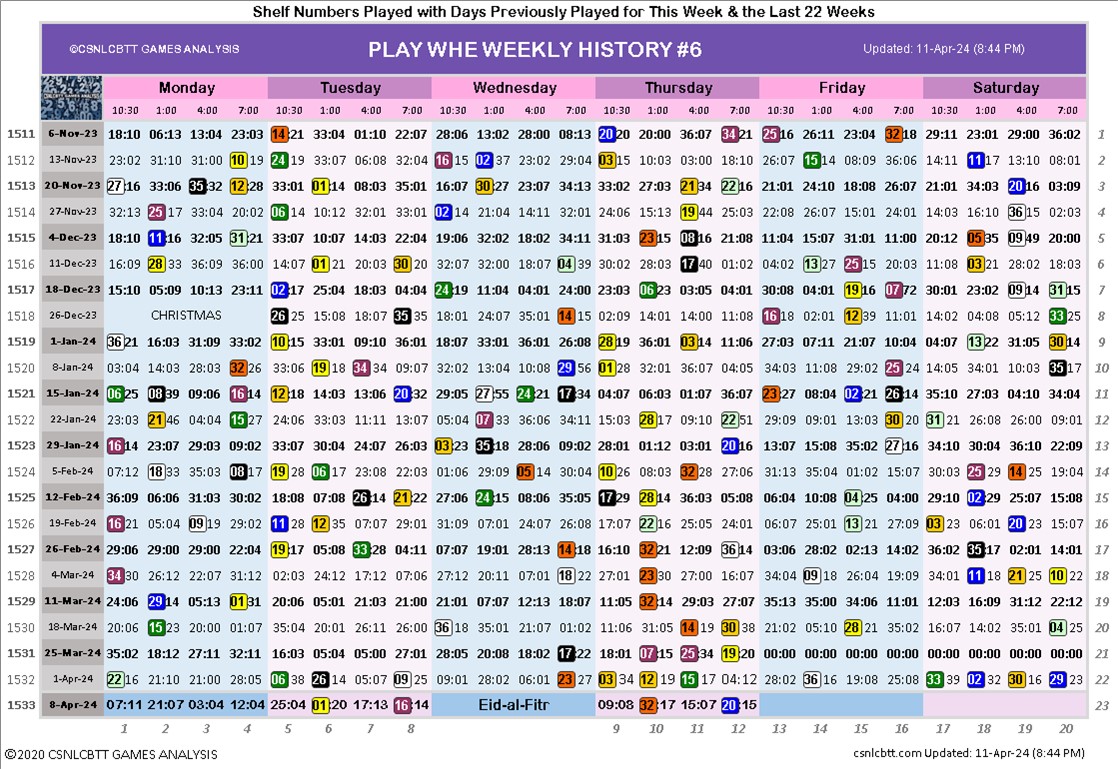 Shelf Numbers Played with Days Previously Played for This Week & the Last 22 Weeks
©CSNLCBTT GAMES ANALYSIS PLAY WHE WEEKLY HISTORY #6 Updated: 11-Apr-24 (8:44 PM)
Monday Tuesday Wednesday Thursday Friday Saturday
10:30 1:00 4:00 7:00 10:30 1:00 4:00 7:00 10:30 1:00 4:00 7:00 10:30 1:00 4:00 7:00 10:30 1:00 4:00 7:00 10:30 1:00 4:00 7:00
1511 6-Nov-23 18:10 06:13 13:04 23:03 14:21 33:04 01:10 22:07 28:06 13:02 28:00 08:13 20:20 20:00 36:07 34:21 25:16 26:11 23:04 32:18 29:11 23:01 29:00 36:02 1
1512 13-Nov-23 23:02 31:10 31:00 10:19 24:19 33:07 06:08 32:04 16:15 02:37 23:02 29:04 03:15 10:03 03:00 18:10 26:07 15:14 08:09 36:06 14:11 11:17 13:10 08:01 2
1513 20-Nov-23 27:16 33:06 35:32 12:28 33:01 01:14 08:03 35:01 16:07 30:27 23:07 34:13 33:02 27:03 21:34 22:16 21:01 24:10 18:08 26:07 21:01 34:03 20:16 03:09 3
1514 27-Nov-23 32:13 25:17 33:04 20:02 06:14 10:12 32:01 33:01 02:14 21:04 14:11 32:01 24:06 15:13 19:44 25:03 22:08 26:07 15:01 24:01 14:03 16:10 36:15 02:03 4
1515 4-Dec-23 18:10 11:16 32:05 31:21 33:07 10:07 14:03 22:04 19:06 32:02 18:02 34:11 31:03 23:15 08:16 21:08 11:04 15:07 31:01 11:00 20:12 05:35 09:49 20:00 5
1516 11-Dec-23 16:09 28:33 36:09 36:00 14:07 01:21 20:03 30:20 32:07 32:00 18:07 04:39 30:02 28:03 17:40 01:02 04:02 13:27 25:15 20:03 11:08 03:21 28:02 18:03 6
1517 18-Dec-23 15:10 05:09 10:13 23:11 02:17 25:04 18:03 04:04 24:19 11:04 04:01 24:00 23:04 06:23 03:05 04:01 30:08 04:01 19:16 07:72 30:01 23:02 09:14 31:15 7
1518 26-Dec-23 CHRISTMAS 26:25 15:08 18:07 35:35 18:01 24:07 35:01 14:15 02:09 14:01 14:00 11:08 16:18 21:02 12:39 11:01 14:02 04:08 05:12 33:25 8
1519 1-Jan-24 36:21 16:03 31:09 33:02 10:15 33:01 09:10 36:01 18:07 33:01 36:01 26:08 28:19 36:01 03:14 11:06 27:03 07:11 21:07 10:04 04:07 13:22 31:05 30:14 9
1520 8-Jan-24 03:04 14:03 28:03 32:26 33:06 19:18 34:17 07:09 32:02 13:04 10:08 29:56 01:28 32:01 36:07 04:05 34:03 11:08 09:02 25:24 14:05 34:01 10:03 35:17 10
1521 15-Jan-24 06:25 08:39 09:06 16:14 12:18 14:03 13:06 20:32 29:05 27:55 24:21 17:34 04:07 06:03 01:07 36:07 23:27 08:04 02:21 26:14 35:10 27:03 04:10 34:04 11
1522 22-Jan-24 23:03 21:46 04:04 15:27 24:06 33:03 11:11 13:07 05:04 07:13 36:06 34:11 10:03 28:17 09:10 22:51 29:04 09:01 13:03 30:20 31:21 26:08 26:00 09:01 12
1523 29-Jan-24 16:14 23:07 29:03 09:02 33:07 30:04 24:07 26:03 03:23 35:18 28:06 09:02 28:01 01:12 03:01 20:16 13:07 15:08 35:02 27:16 34:10 30:04 36:10 22:09 13
1524 5-Feb-24 07:12 18:33 35:03 08:17 19:28 06:17 23:08 22:03 01:06 29:09 05:14 30:04 10:26 08:03 32:28 27:06 31:13 35:04 01:02 15:07 30:03 25:29 14:25 19:04 14
1525 12-Feb-24 36:09 06:06 31:03 30:02 18:08 07:08 26:14 21:22 27:06 24:15 08:06 35:05 17:29 28:14 36:03 05:08 06:04 10:08 04:25 04:00 29:10 02:29 25:07 15:08 15
1526 19-Feb-24 16:21 05:04 09:19 29:02 11:28 12:35 07:07 29:01 31:09 07:01 24:07 26:08 17:07 22:16 25:05 24:01 06:07 25:01 13:21 07:01 03:23 06:01 20:23 15:07 16
1527 26-Feb-24 29:06 29:00 29:00 22:04 19:17 05:08 33:28 04:11 07:07 19:01 28:13 14:18 16:10 32:21 12:09 36:14 03:06 28:02 02:13 14:02 36:02 35:17 02:01 14:01 17
1528 4-Mar-24 34:30 26:12 22:07 31:12 02:03 24:12 17:12 07:06 27:12 20:11 07:01 18:22 27:01 23:30 27:00 16:07 34:14 09:18 26:04 19:09 34:01 11:18 21:25 10:22 18
1529 11-Mar-24 24:06 29:14 05:13 01:31 20:06 05:01 21:03 21:00 21:01 07:07 12:13 18:07 11:05 32:14 29:03 27:07 35:13 35:00 34:06 11:01 12:03 16:09 31:12 22:12 19
1530 18-Mar-24 20:06 15:23 20:00 01:07 35:04 20:01 26:11 26:00 36:18 35:01 21:07 01:07 11:06 31:05 14:19 30:38 21:02 05:10 28:21 35:02 16:07 14:02 35:01 04:25 20
1531 25-Mar-24 35:02 18:12 27:11 32:11 16:03 05:04 05:00 05:00 28:05 20:08 18:02 17:22 07:15 07:15 25:34 19:20 00:00 00:00 00:00 00:00 00:00 00:00 00:00 00:00 21
1532 1-Apr-24 22:16 21:10 21:00 28:05 06:38 26:14 05:07 09:25 09:01 28:02 06:02 23:27 03:34 12:19 15:17 04:12 28:02 36:16 19:08 09:08 33:39 02:32 30:16 29:23 22
1533 8-Apr-24 07:11 21:07 03:04 12:04 25:04 01:20 17:13 16:14 Eid-al-Fitr 09:08 32:17 15:07 20:15 23
1 2 3 4 5 6 7 8 9 10 11 12 13 14 15 16 17 18 19 20
©2020 CSNLCBTT GAMES ANALYSIS csnlcbtt.com Updated: 11-Apr-24 (8:44 PM)